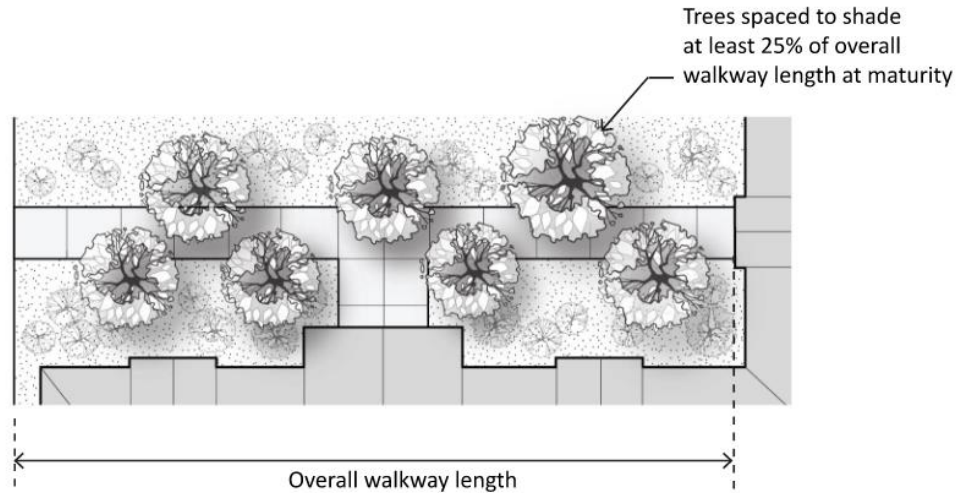 Trees spaced to shade
at least 25% of overall
walkway length at maturity
Overall walkway length